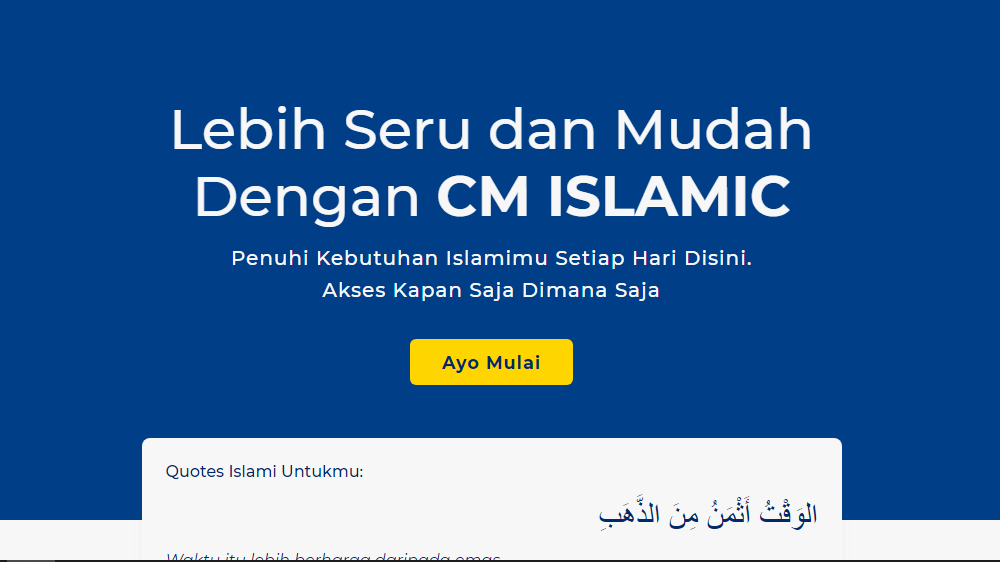 Lebih Seru dan Mudah
Dengan CM ISLAMIC
Penuhi Kebutuhan Islamimu Setiap Hari Disini.
Akses Kapan Saja Dimana Saja
Ayo Mulai
Quotes Islami Untukmu:
الوَقْتُ أَثْمَنُ مِنَ الذَّهَبِ
Waktu itu lebih berharga daripada emas